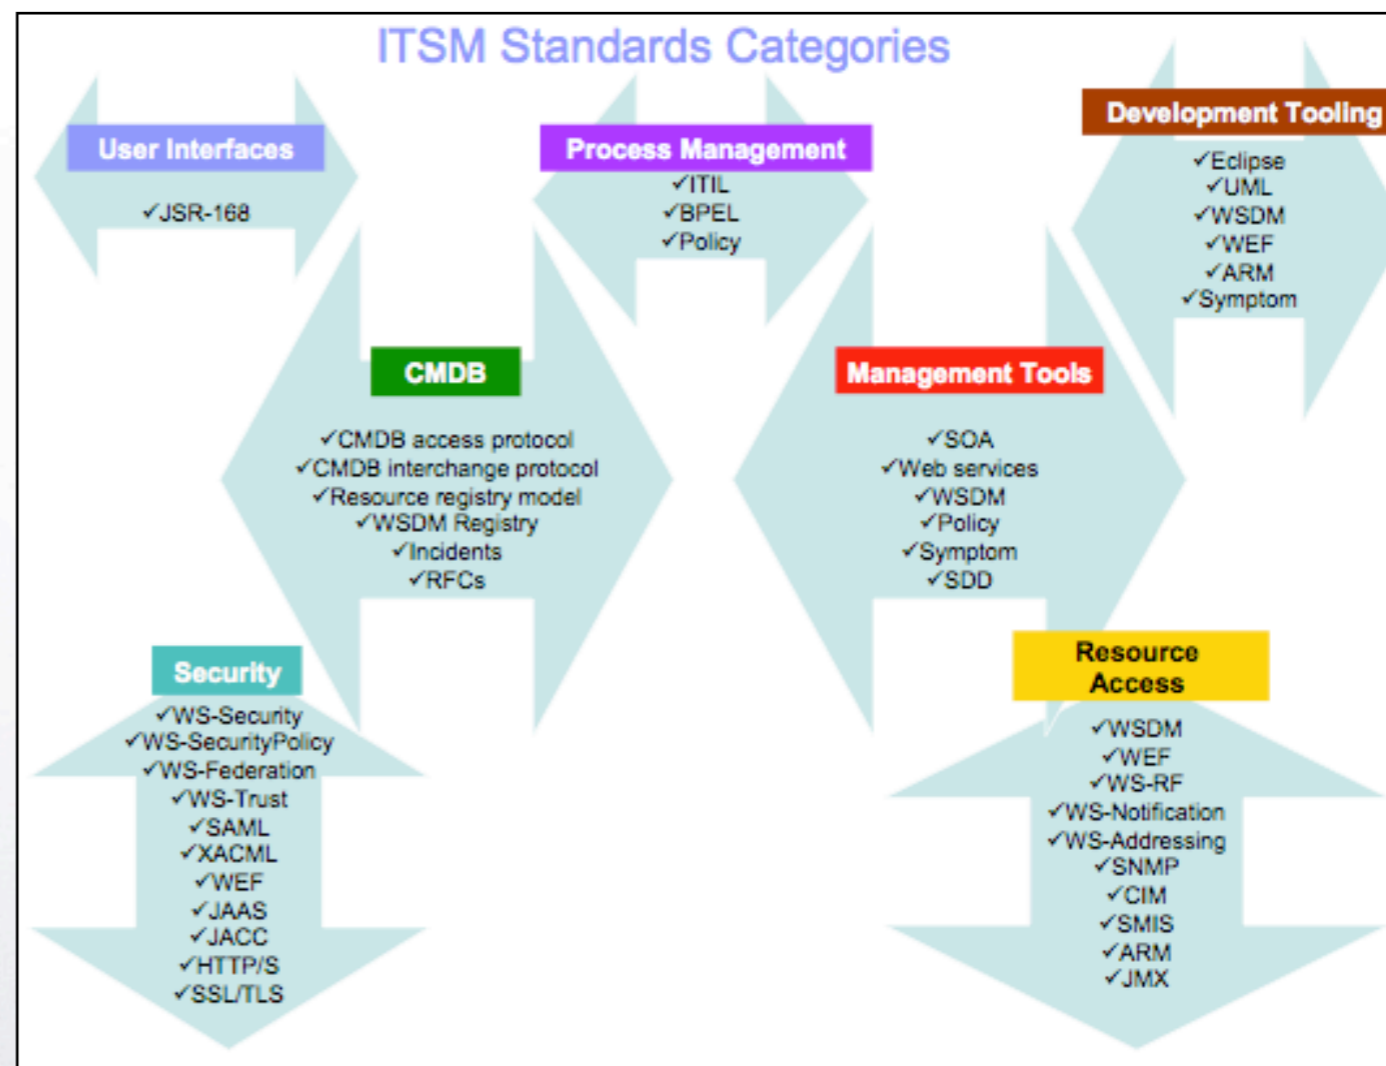 ITSM Standards Categories
User Interfaces
✓JSR-168
Process Management
✓ITIL
✓BPEL
✓Policy
Development Tooling
✓Eclipse
✓UML
✓WSDM
✓WEF
✓ARM
✓Symptom
CMDB
✓CMDB access protocol
✓CMDB interchange protocol
✓Resource registry model
✓WSDM Registry
✓Incidents
✓RFCs
Management Tools
✓SOA
✓Web services
✓WSDM
✓Policy
✓Symptom
✓SDD
Security
✓WS-Security
✓WS-SecurityPolicy
✓WS-Federation
✓WS-Trust
✓SAML
✓XACML
✓WEF
✓JAAS
✓JACC
✓HTTP/S
✓SSL/TLS
Resource
Access
✓WSDM
✓WEF
✓WS-RF
✓WS-Notification
✓WS-Addressing
✓SNMP
✓CIM
✓SMIS
✓ARM
✓JMX